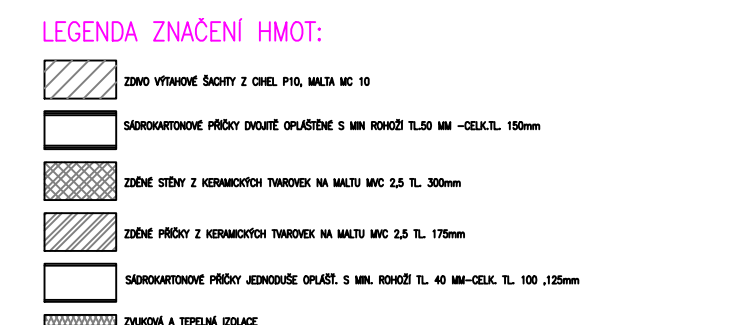 LEGENDA ZNAČENÍ HMOT:
ZDIVO VÝTAHOVÉ ŠACHTY Z CIHEL P10, MALTA MC 10
SÁDROKARTONOVÉ PŘÍČKY DVOJITĚ OPLÁŠTĚNÉ S MIN ROHOŽÍ TL.50 MM -CELK.TL. 150mm
ZDĚNÉ STĚNY Z KERAMICKÝCH TVAROVEK NA MALTU MVC 2,5 TL. 300mm
ZDĚNÉ PŘÍČKY Z KERAMICKÝCH TVAROVEK NA MALTU MVC 2,5 TL. 175mm
SÁDROKARTONOVÉ PŘÍČKY JEDNODUŠE OPLÁŠŤ. S MIN. ROHOŽÍ TL. 40 MM-CELK. TL. 100 ,125mm
ZVUKOVÁ A TEPELNÁ IZOLACE